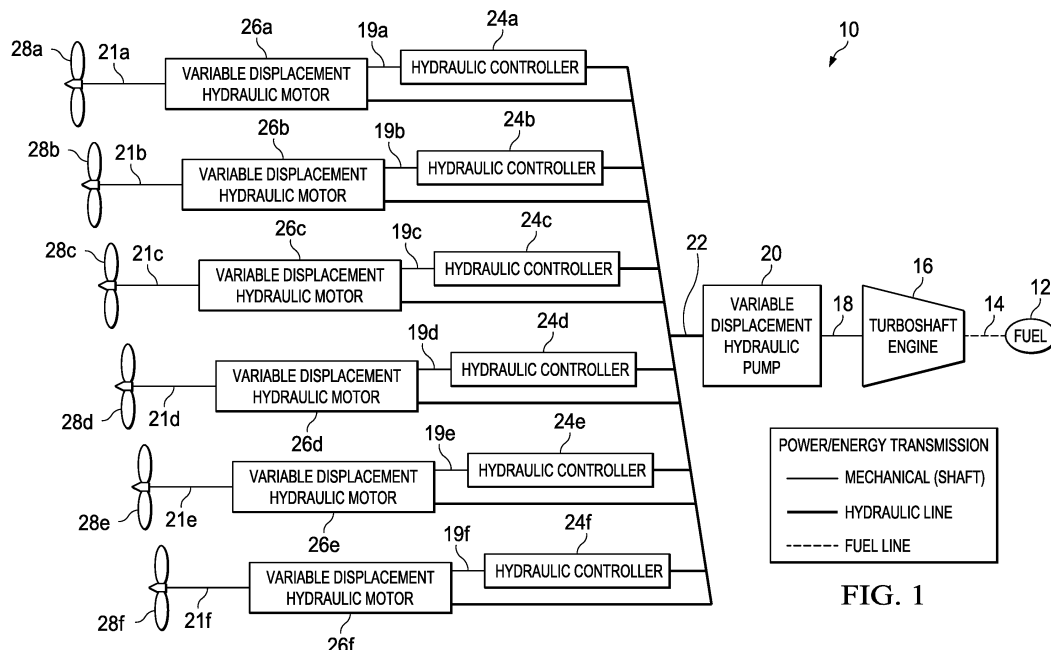 26a
19a
24a
10
28a
21a
VARIABLE DISPLACEMENT
HYDRAULIC MOTOR
HYDRAULIC CONTROLLER
26b
19b
24b
28b
21b
VARIABLE DISPLACEMENT
HYDRAULIC MOTOR
HYDRAULIC CONTROLLER
26c
19c
24c
28c
21c
VARIABLE DISPLACEMENT
HYDRAULIC MOTOR
HYDRAULIC CONTROLLER
22
20
16
12
VARIABLE
DISPLACEMENT
HYDRAULIC
PUMP
18
TURBOSHAFT
ENGINE
14
FUEL
19d
24d
VARIABLE DISPLACEMENT
HYDRAULIC MOTOR
HYDRAULIC CONTROLLER
28d
21d
26d
19e
24e
VARIABLE DISPLACEMENT
HYDRAULIC MOTOR
HYDRAULIC CONTROLLER
28e
21e
26e
19f
24f
VARIABLE DISPLACEMENT
HYDRAULIC MOTOR
HYDRAULIC CONTROLLER
28f
21f
26f
POWER/ENERGY TRANSMISSION
MECHANICAL (SHAFT)
HYDRAULIC LINE
FUEL LINE
FIG. 1